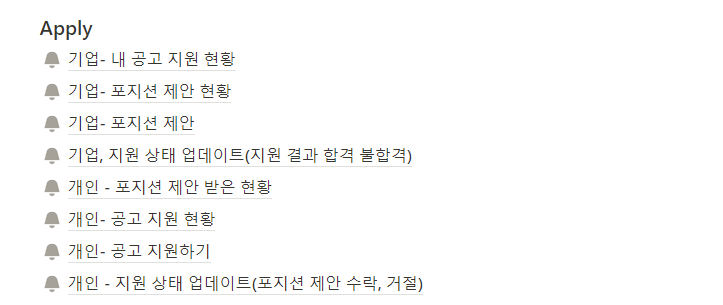 Apply
기업- 내 공고 지원 현황
기업- 포지션 제안 현황
기업- 포지션 제안
기업, 지원 상태 업데이트(지원 결과 합격 불합격)
개인 - 포지션 제안 받은 현황
개인- 공고 지원 현황
개인- 공고 지원하기
개인 - 지원 상태 업데이트(포지션 제안 수락, 거절)